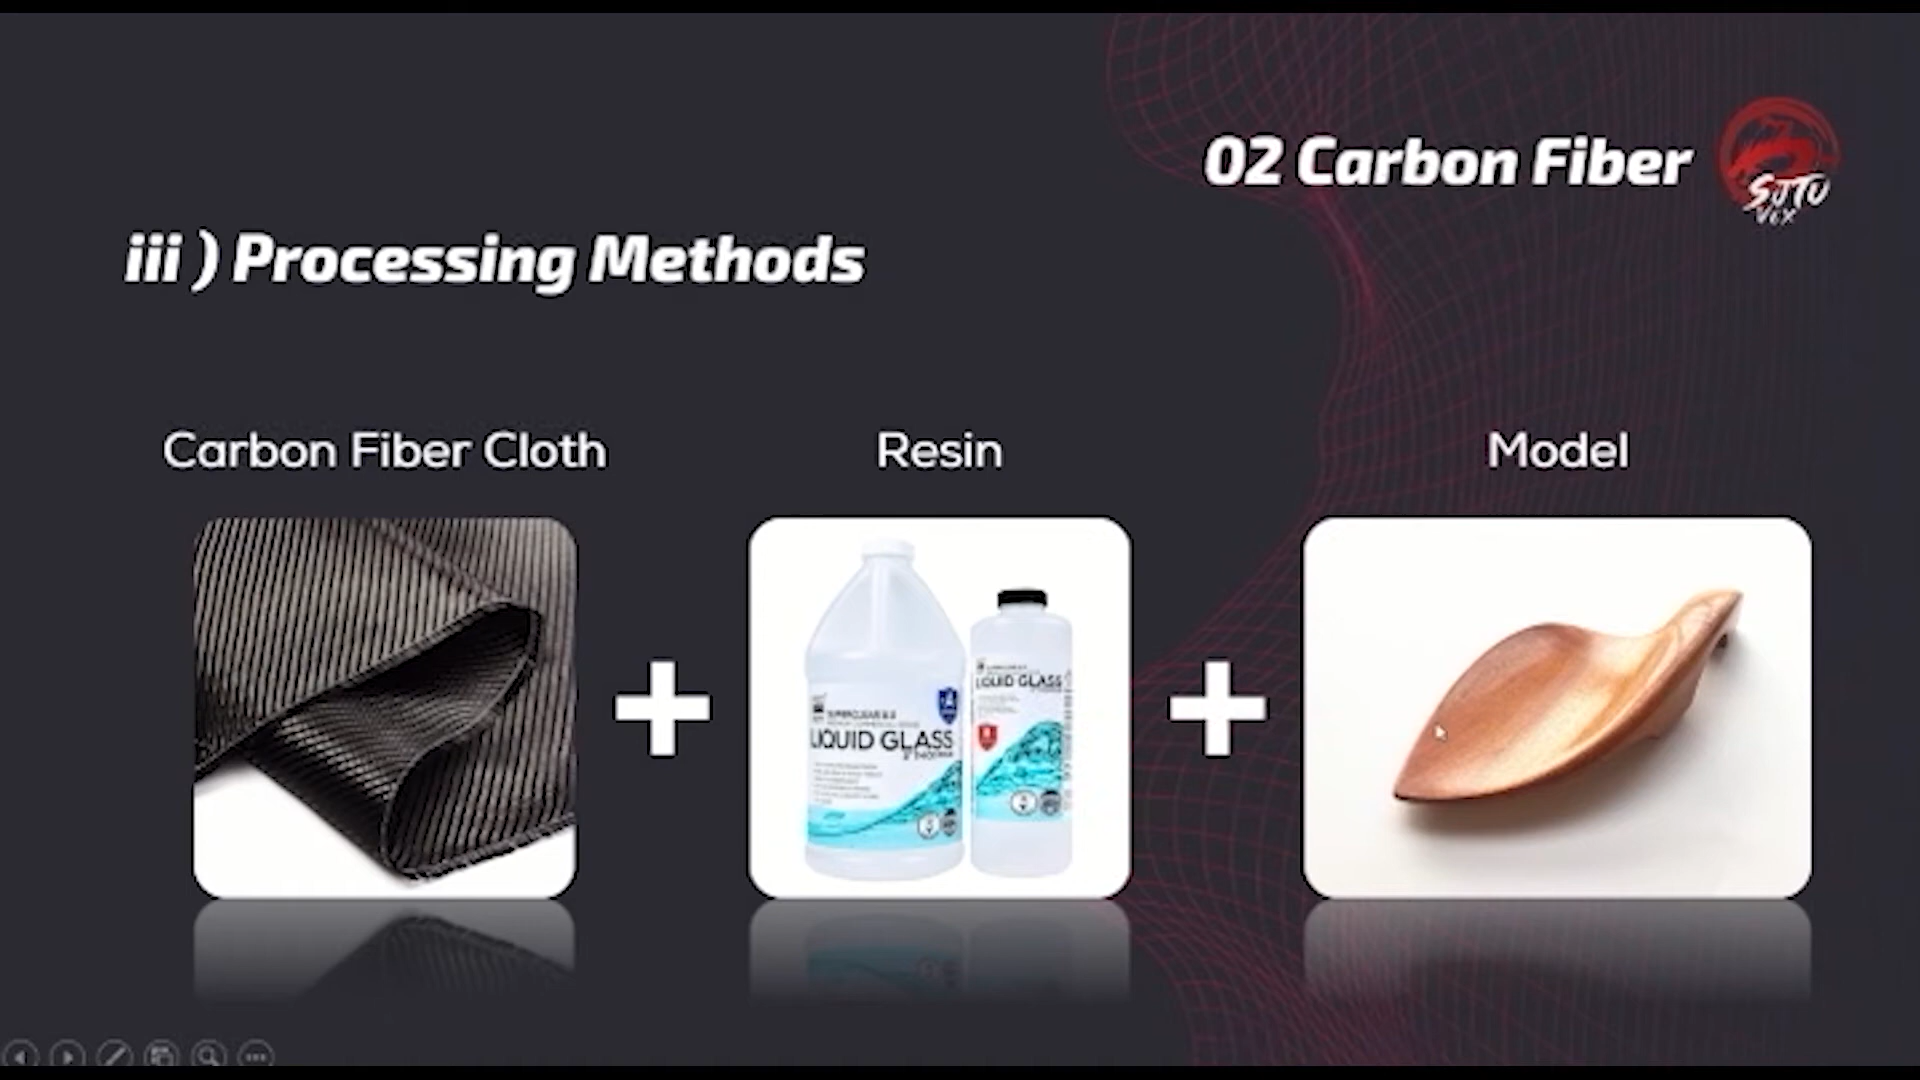 02 Carbon Fiber
SJTU
VEX
iii ) Processing Methods
Carbon Fiber Cloth
Resin
Model
LIQUID GLASS
LIQUID GLASS